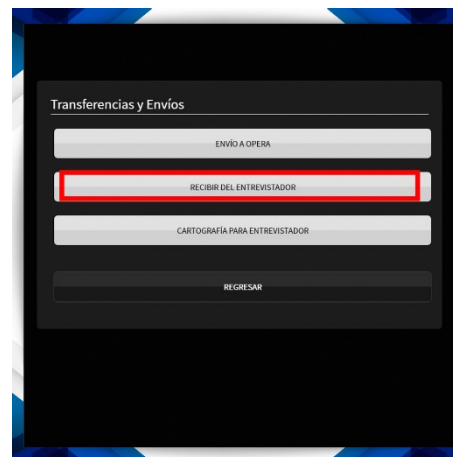 Transferencias y Envíos
ENVÍO A OPERA
RECIBIR DEL ENTREVISTADOR
CARTOGRAFÍA PARA ENTREVISTADOR
REGRESAR